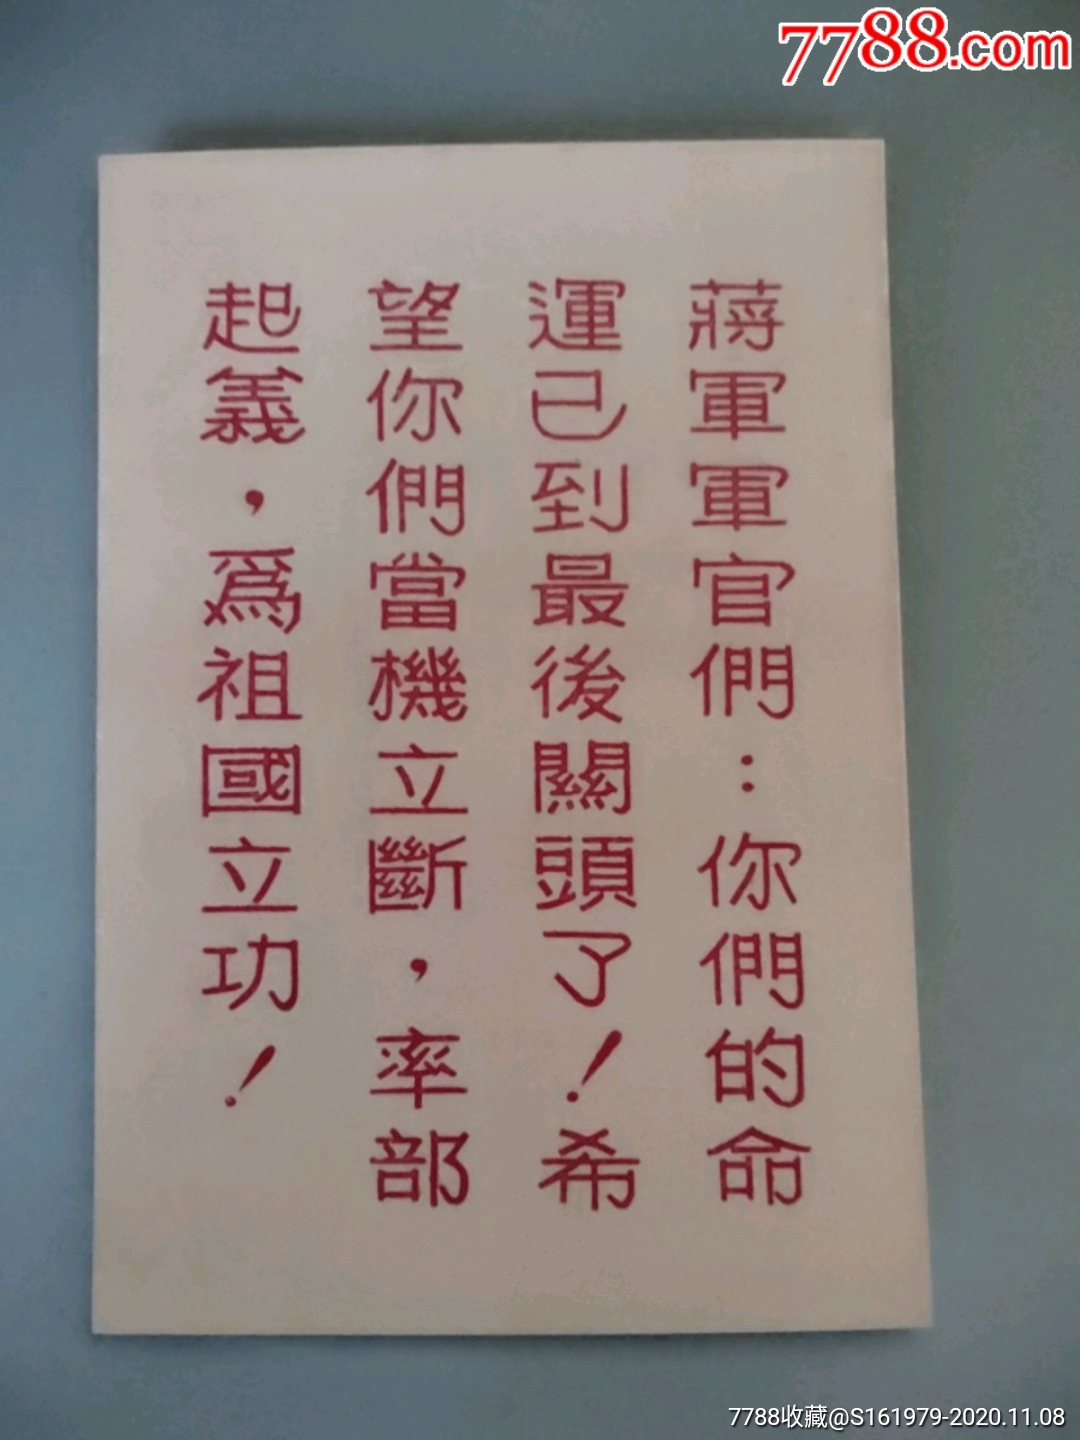 7788.com
蔣軍軍官們：你們的命
運已到最後關頭了！希
望你們當機立斷，率部
起義，爲祖國立功！
7788收藏@S161979-2020.11.08